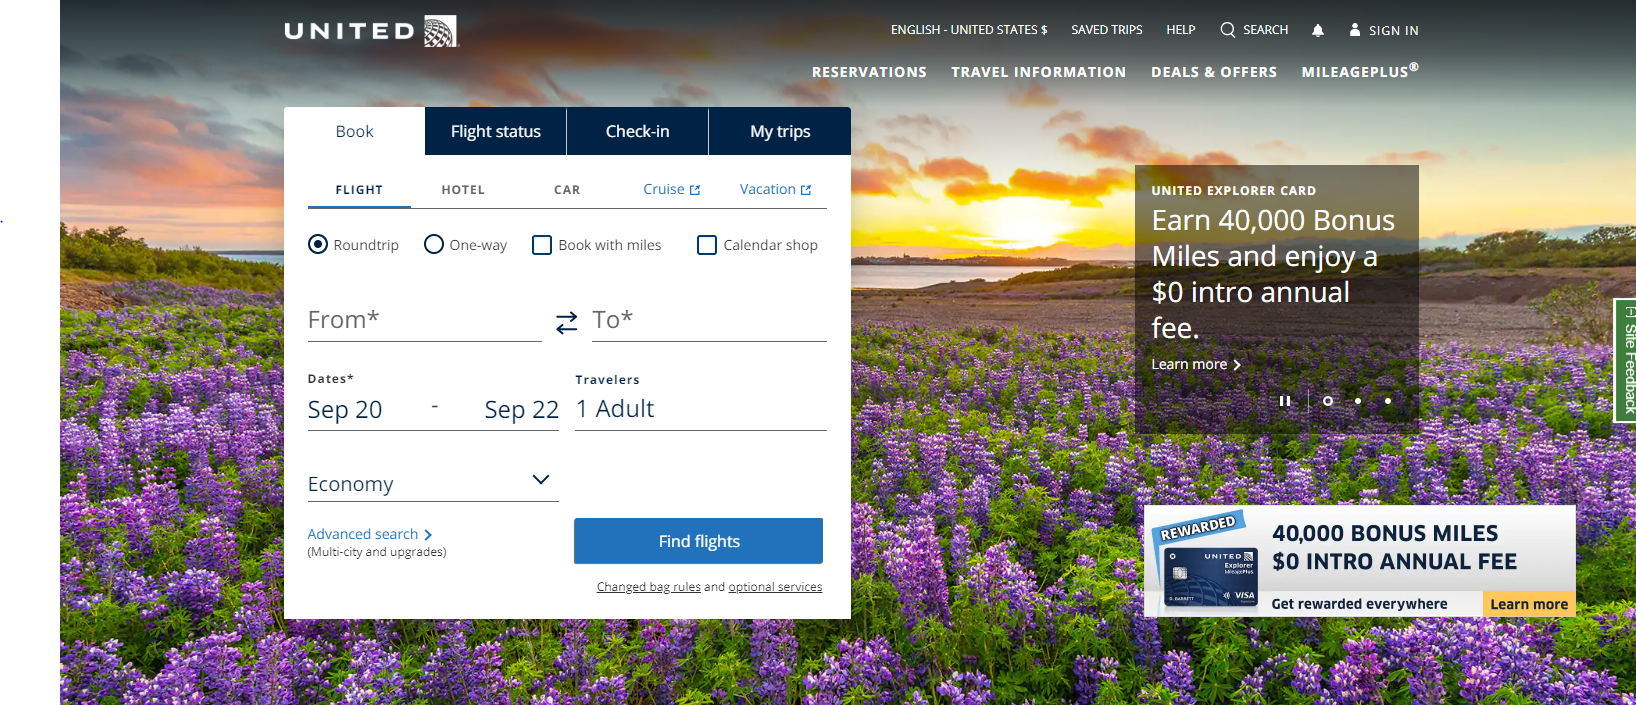 UNITED
ENGLISH - UNITED STATES $ SAVED TRIPS HELP SEARCH SIGN IN
RESERVATIONS TRAVEL INFORMATION DEALS & OFFERS MILEAGEPLUS®
Book Flight status Check-in My trips
FLIGHT HOTEL CAR Cruise Vacation
Roundtrip One-way Book with miles Calendar shop
From* To*
Dates* Travelers
Sep 20 - Sep 22 1 Adult
Economy
Advanced search
(Multi-city and upgrades)
Find flights
Changed bag rules and optional services
UNITED EXPLORER CARD
Earn 40,000 Bonus
Miles and enjoy a
$0 intro annual
fee.
Learn more
Site Feedback
REWARDED
UNITED
Explorer
MileagePlus
VISA
40,000 BONUS MILES
$0 INTRO ANNUAL FEE
Get rewarded everywhere
Learn more